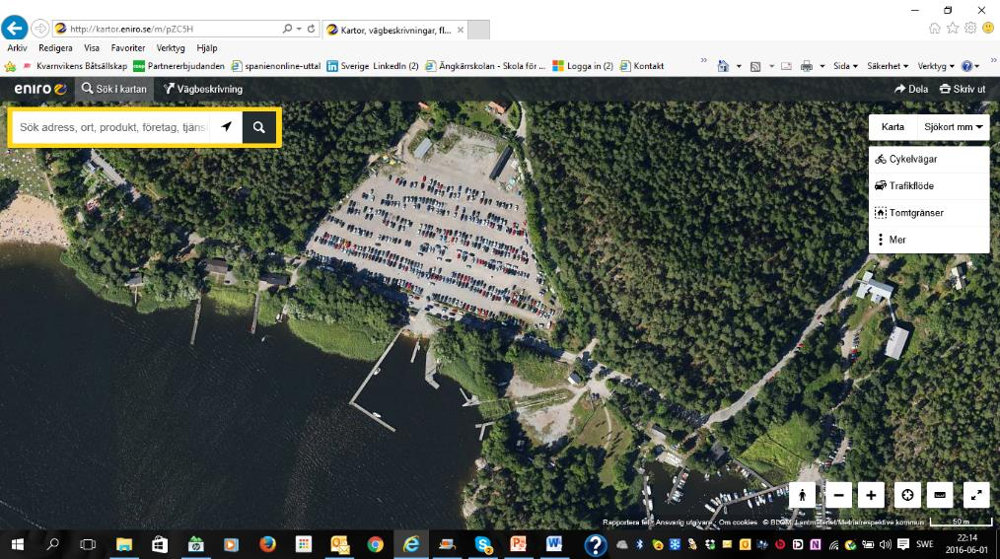 http://kartor.eniro.se/m/pZC5H
Kartor, vägbeskrivningar, fl...
Arkiv Redigera Visa Favoriter Verktyg Hjälp
Kvarnvikens Båtsällskap Partnererbjudanden spanienonline-uttal Sverige LinkedIn (2) Ängkärrskolan - Skola för ... Logga in (2) Kontakt
Sida Säkerhet Verktyg
eniro Sök i kartan Vägbeskrivning Dela Skriv ut
Sök adress, ort, produkt, företag, tjäns
Karta Sjökort mm
Cykelvägar
Trafikflöde
Tomtgränser
Mer
Rapportera fel Ansvarig utgivare Om cookies © BLOM, Lantmäteriet/Metria/respektive kommun 50 m
SWE
22:14
2016-06-01